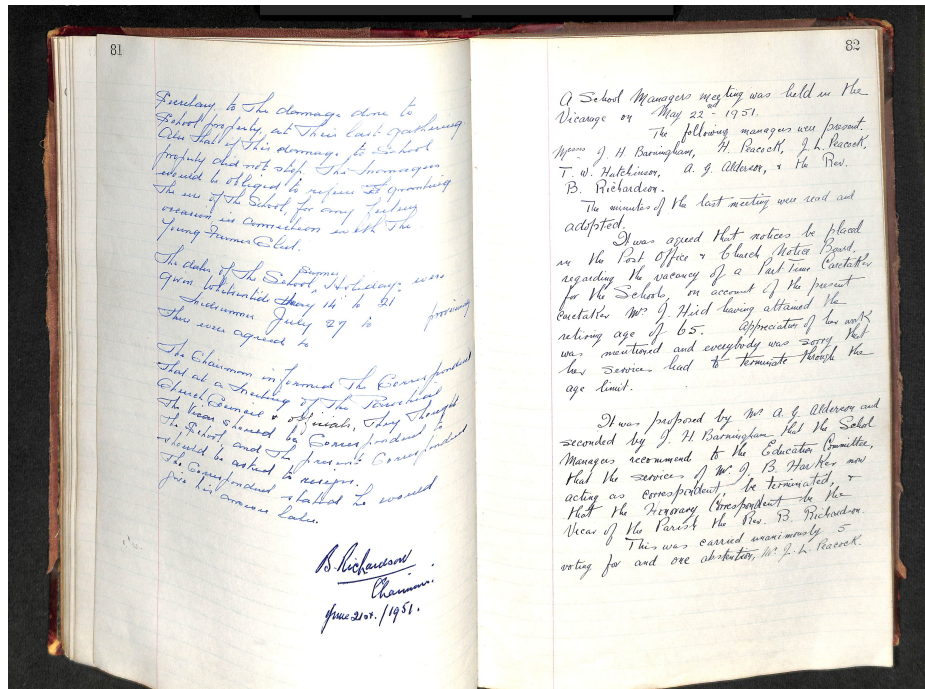 81
Secretary. to The damage done to
School property, at Their last gathering.
Also that if This damage to School
property did not stop. The Managers
would be obliged to refuse granting
The use of The School, for any future
occasion in connection with The.
Young Farmers Club.
The dates of The School, Summer Holidays, were
given Whitsuntide May 14 to 21
Midsummer July 27 to
These were agreed to
The Chairman informed The Correspondent
That at a Meeting of The Parochial
Church Council & officials, They Thought
The Vicar should be Correspondent to
The School, and The present Correspondent
should be asked to resign.
The Correspondent stated he would
give his answer later.
B. Richardson
Chairman.
June 21st. / 1951.
82
A School Managers meeting was held in the
Vicarage on May 22nd - 1951.
The following managers were present.
Messrs J. H. Barningham, H. Peacock, J. L. Peacock,
T. W. Hutchinson, A. G. Alderson, & the Rev.
B. Richardson.
The minutes of the last meeting were read and
adopted.
It was agreed that notices be placed
in the Post Office & Church Notice Board.
regarding the vacancy of a Part Time Caretaker
for the Schools, on account of the present
caretaker Mrs J. Hird having attained the
retiring age of 65. Appreciation of her work
was mentioned and everybody was sorry that
her services had to terminate through the
age limit.
It was proposed by Mr. A. G. Alderson and
seconded by J. H Barningham that the School
Managers recommend to the Education Committee,
that the services of Mr. J. B. Harker now
acting as correspondent, be terminated, &
that the Honorary Correspondent be the
Vicar of the Parish the Rev. B. Richardson.
This was carried unanimously 5
voting for and one abstention, Mr J. L. Peacock.